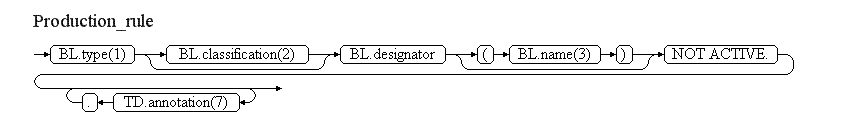 Production_rule
BL.type(1) BL.classification(2) BL.designator ( BL.name(3) ) NOT ACTIVE.
. TD.annotation(7)